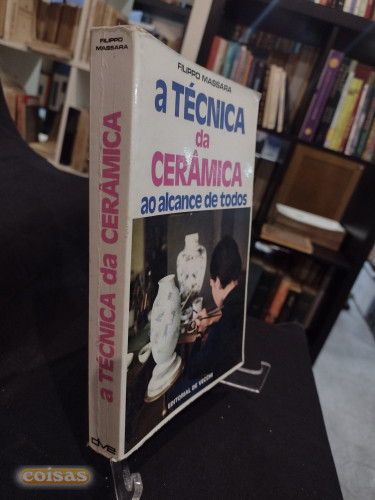 FILIPPO
MASSARA
a TÉCNICA da CERÂMICA
dve
FILIPPO MASSARA
a TÉCNICA
da
CERÂMICA
ao alcance de todos
EDITORIAL DE VECCHI
coisas